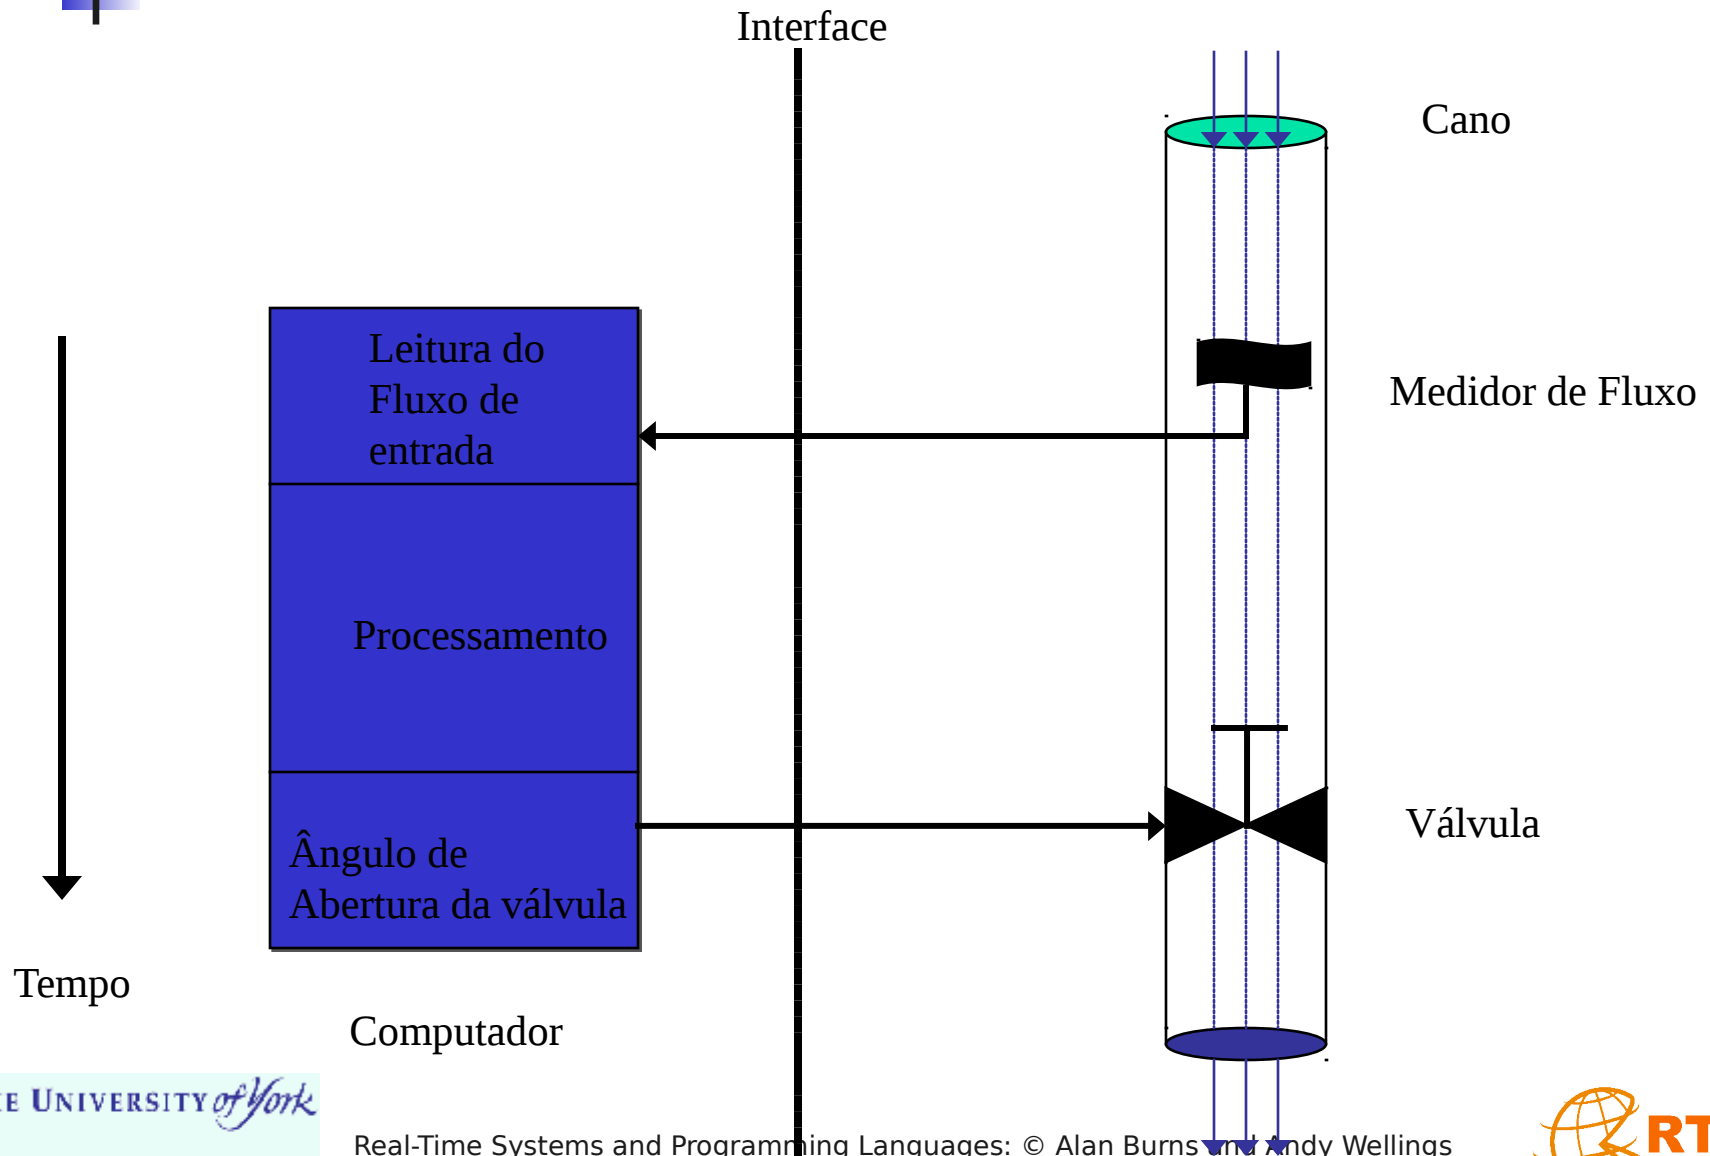 Interface
Cano
Leitura do
Fluxo de
entrada
Medidor de Fluxo
Processamento
Válvula
Ângulo de
Abertura da válvula
Tempo
Computador
UNIVERSITY of York
Real-Time Systems and Programming Languages: © Alan Burns and Andy Wellings
RT